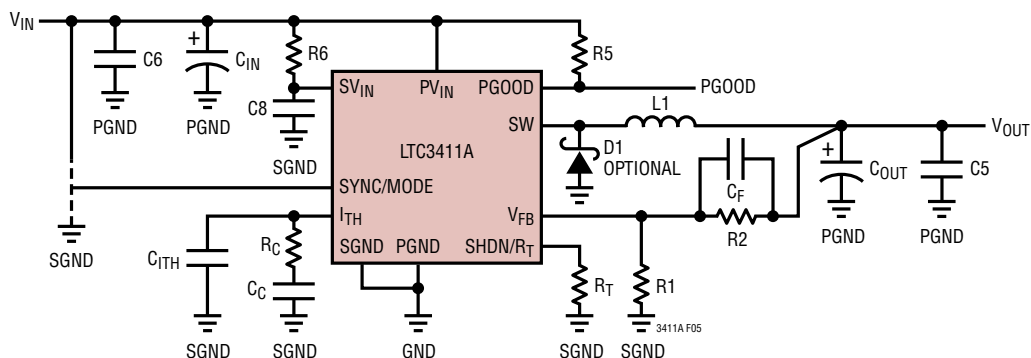 VIN
C6
+
CIN
R6
R5
PGND
PGND
C8
SVIN
PVIN
PGOOD
PGOOD
L1
SW
VOUT
SGND
LTC3411A
D1
OPTIONAL
CF
+
COUT
C5
SYNC/MODE
ITH
VFB
R2
PGND
PGND
SGND
CITH
RC
SGND
PGND
SHDN/RT
CC
RT
R1
3411A F05
SGND
SGND
GND
SGND
SGND